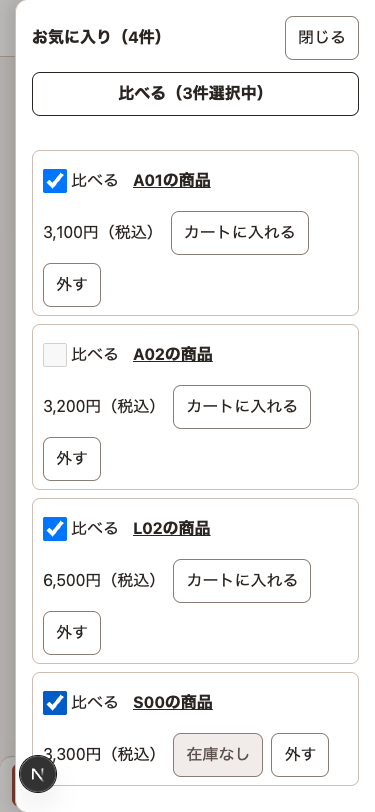 お気に入り（4件）
閉じる
比べる（3件選択中）
比べる A01の商品
3,100円（税込） カートに入れる
外す
比べる A02の商品
3,200円（税込） カートに入れる
外す
比べる L02の商品
6,500円（税込） カートに入れる
外す
比べる S00の商品
3,300円（税込） 在庫なし 外す
N